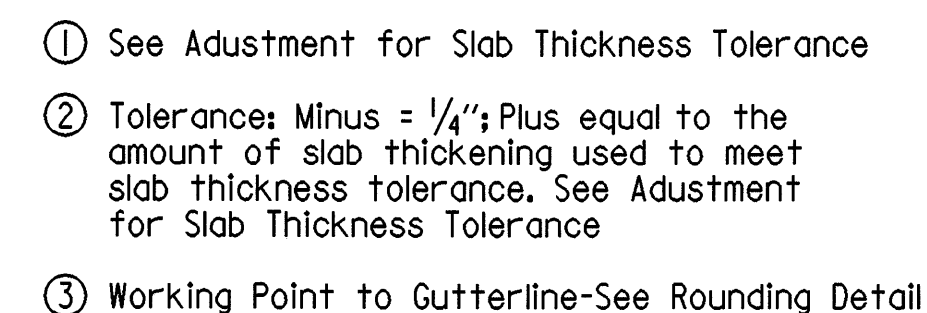 ① See Adustment for Slab Thickness Tolerance
② Tolerance: Minus = 1/4"; Plus equal to the
amount of slab thickening used to meet
slab thickness tolerance. See Adustment
for Slab Thickness Tolerance
③ Working Point to Gutterline-See Rounding Detail